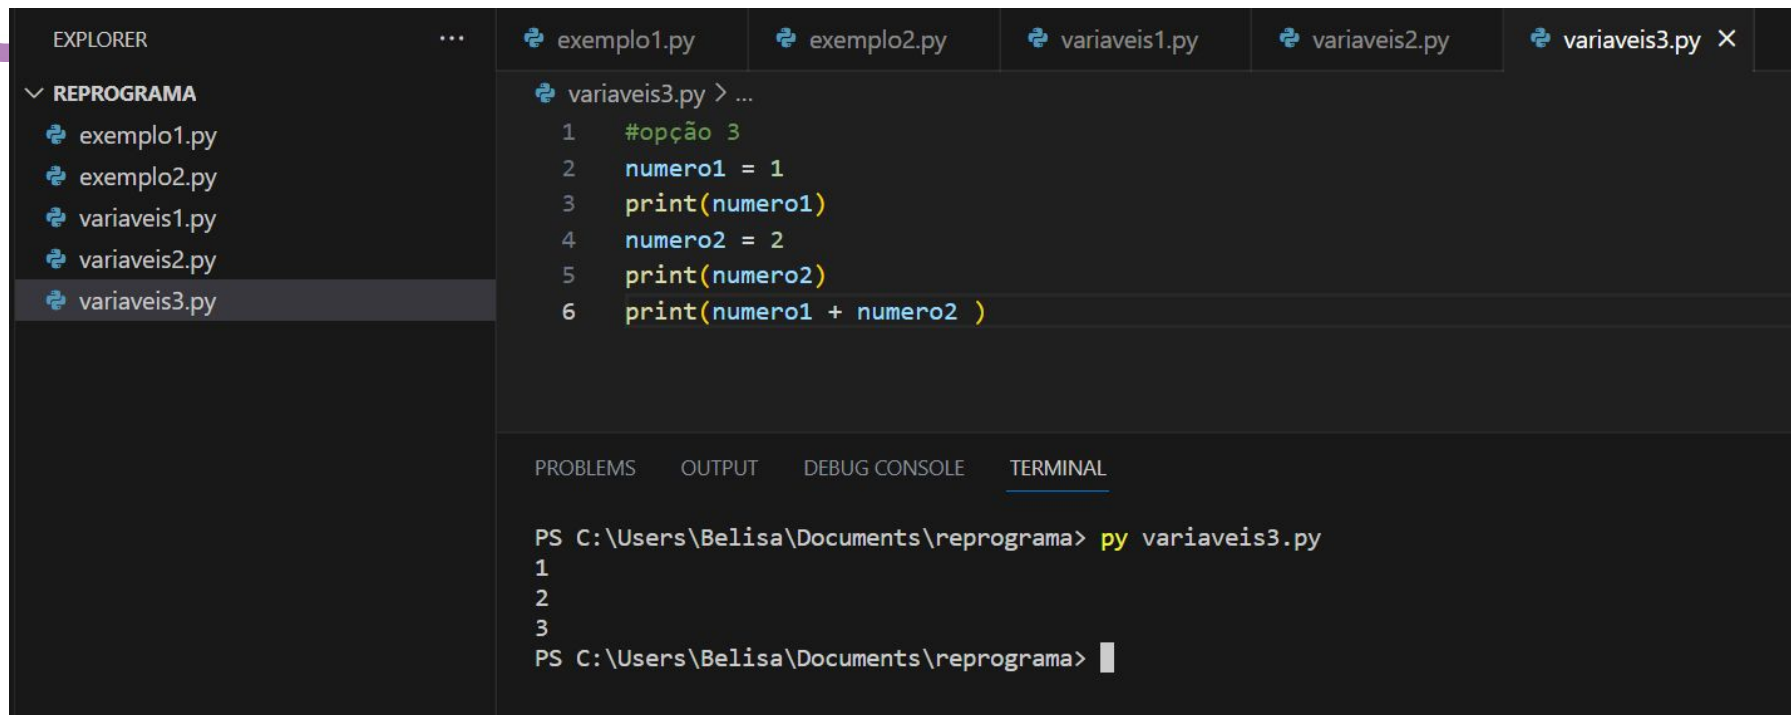 EXPLORER ...
REPROGRAMA
exemplo1.py
exemplo2.py
variaveis1.py
variaveis2.py
variaveis3.py
exemplo1.py exemplo2.py variaveis1.py variaveis2.py variaveis3.py ×
variaveis3.py > ...
1 #opção 3
2 numero1 = 1
3 print(numero1)
4 numero2 = 2
5 print(numero2)
6 print(numero1 + numero2 )
PROBLEMS OUTPUT DEBUG CONSOLE TERMINAL
PS C:\Users\Belisa\Documents\reprograma> py variaveis3.py
1
2
3
PS C:\Users\Belisa\Documents\reprograma>